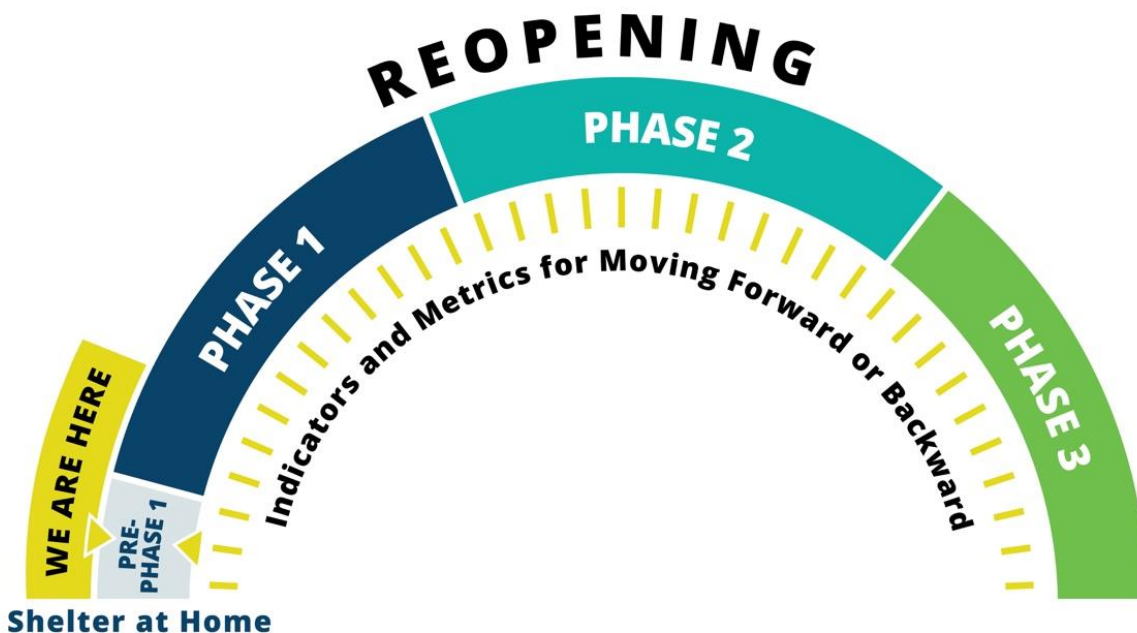 REOPENING
PHASE 1
PHASE 2
PHASE 3
Indicators and Metrics for Moving Forward or Backward
WE ARE HERE
PRE-
PHASE 1
Shelter at Home